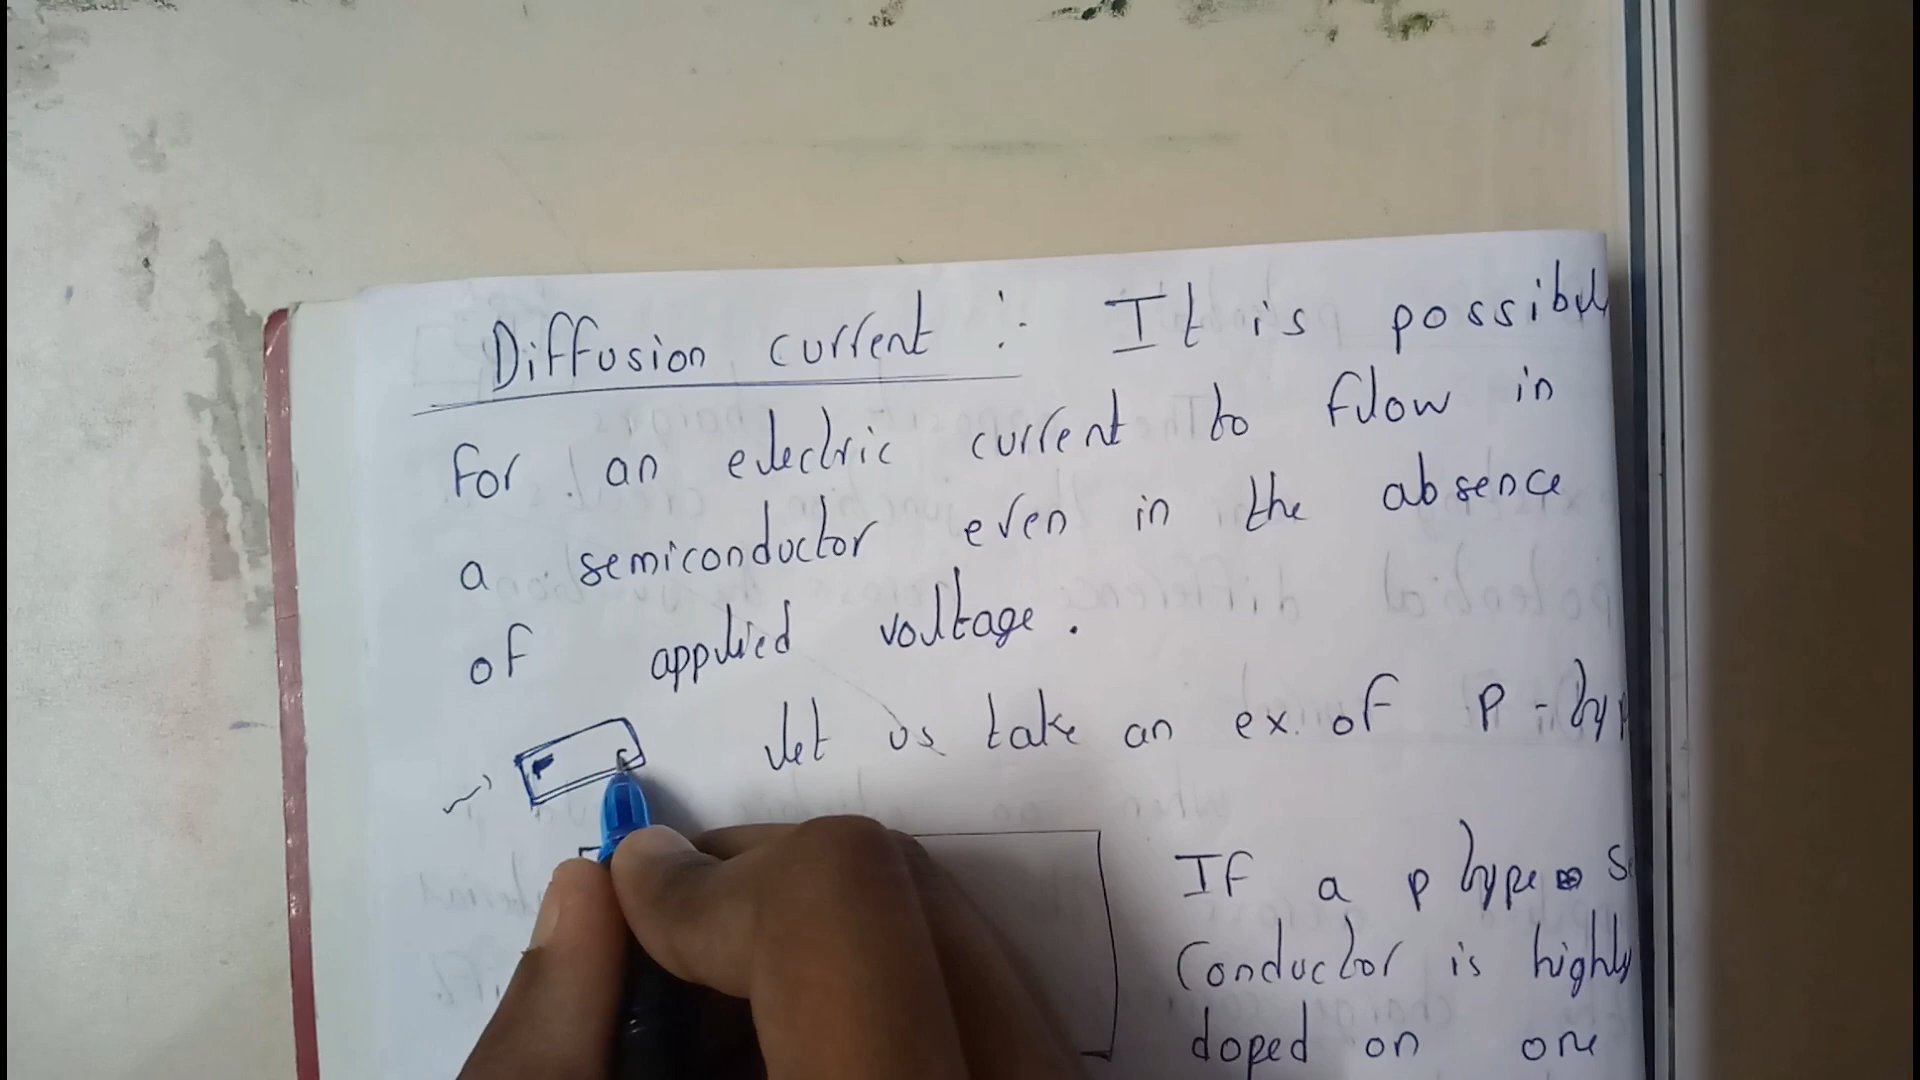 Diffusion current :- It is possible
for an electric current to flow in
a semiconductor even in the absence
of applied voltage.
Let us take an ex. of P-typ
If a p type
Conductor is highly
doped on one